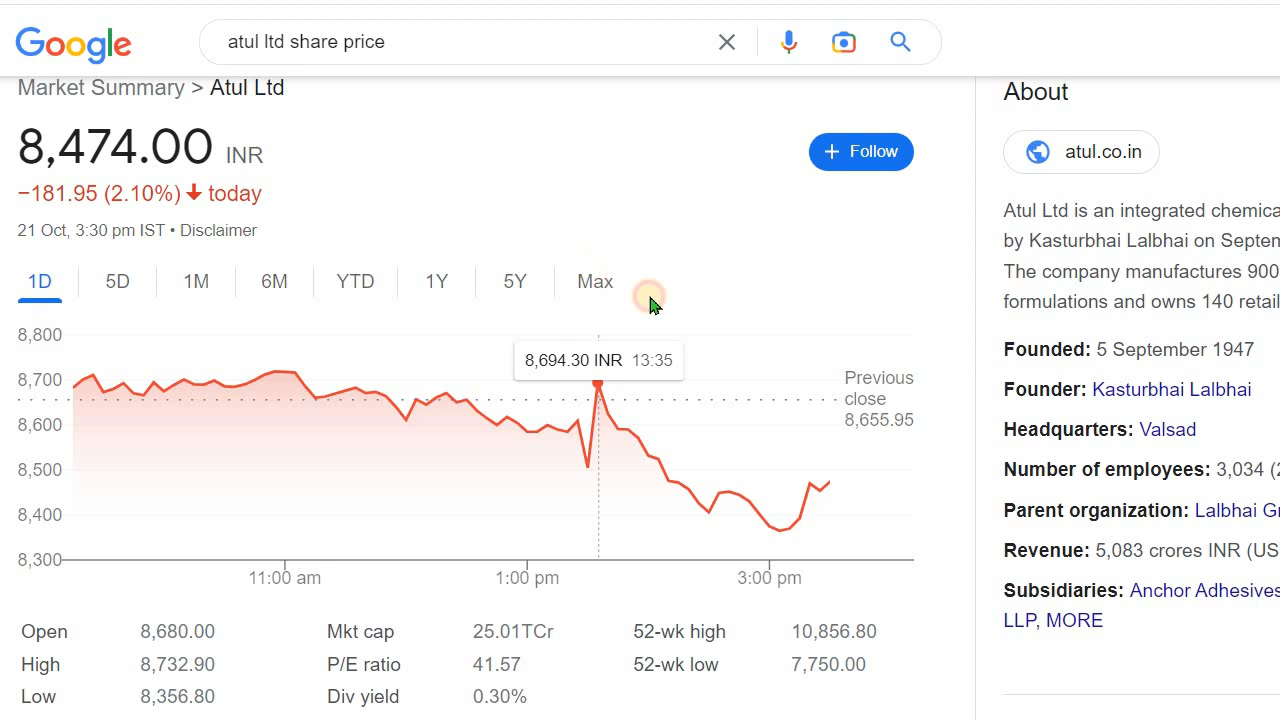 Google
atul ltd share price
Market Summary > Atul Ltd
8,474.00 INR
+ Follow
−181.95 (2.10%) today
21 Oct, 3:30 pm IST • Disclaimer
1D 5D 1M 6M YTD 1Y 5Y Max
8,800
8,700
8,600
8,500
8,400
8,300
8,694.30 INR 13:35
Previous
close
8,655.95
11:00 am 1:00 pm 3:00 pm
Open 8,680.00 Mkt cap 25.01TCr 52-wk high 10,856.80
High 8,732.90 P/E ratio 41.57 52-wk low 7,750.00
Low 8,356.80 Div yield 0.30%
About
atul.co.in
Atul Ltd is an integrated chemica
by Kasturbhai Lalbhai on Septem
The company manufactures 900
formulations and owns 140 retail
Founded: 5 September 1947
Founder: Kasturbhai Lalbhai
Headquarters: Valsad
Number of employees: 3,034 (2
Parent organization: Lalbhai Gr
Revenue: 5,083 crores INR (US
Subsidiaries: Anchor Adhesives
LLP, MORE